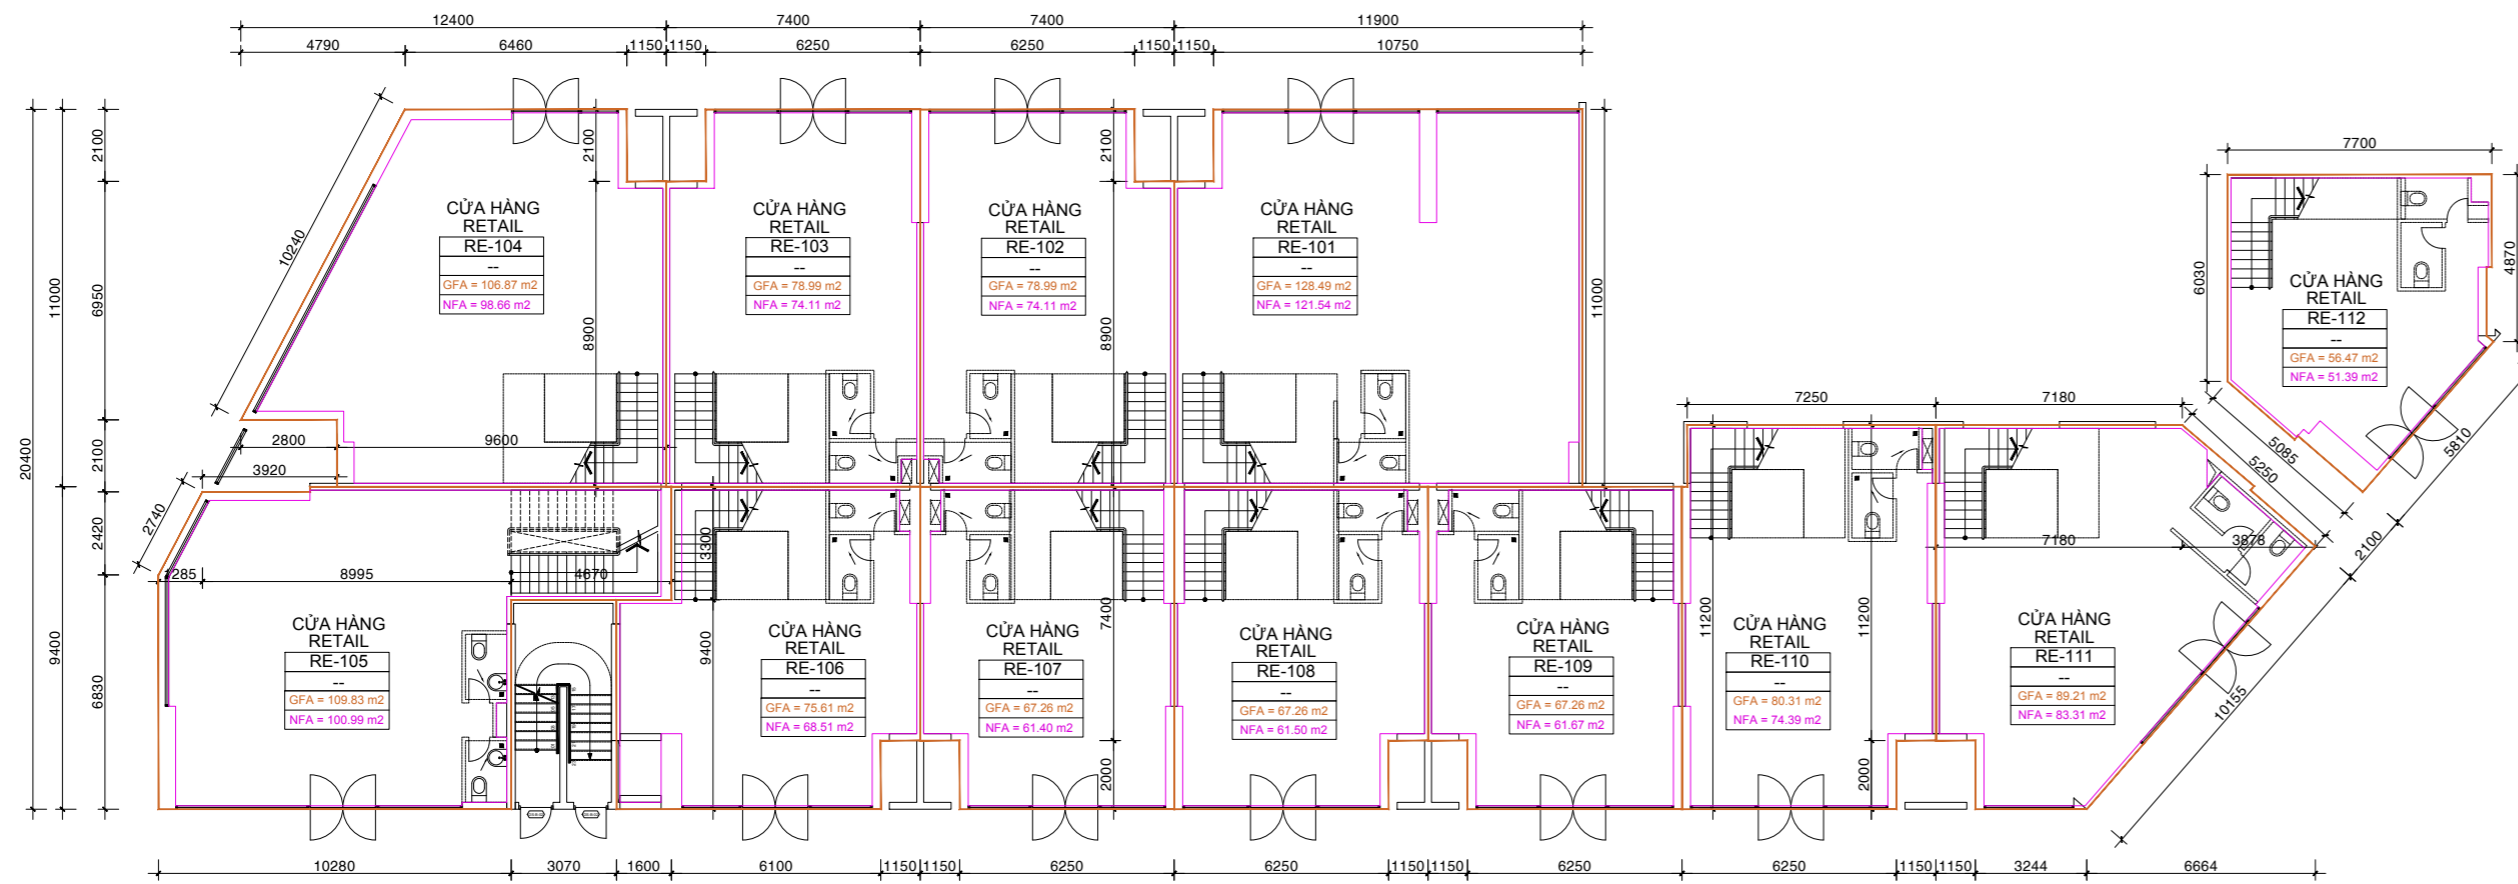 12400
7400
7400
11900
4790
6460
1150
1150
6250
6250
1150
1150
10750
20400
11000
9400
2100
6950
2100
2420
6830
10240
2740
2100
8900
2100
8900
11000
CỬA HÀNG
RETAIL
RE-104
--
GFA = 106.87 m2
NFA = 98.66 m2
CỬA HÀNG
RETAIL
RE-103
--
GFA = 78.99 m2
NFA = 74.11 m2
CỬA HÀNG
RETAIL
RE-102
--
GFA = 78.99 m2
NFA = 74.11 m2
CỬA HÀNG
RETAIL
RE-101
--
GFA = 128.49 m2
NFA = 121.54 m2
7700
6030
4870
CỬA HÀNG
RETAIL
RE-112
--
GFA = 56.47 m2
NFA = 51.39 m2
5085
5810
5250
2100
10155
7250
7180
2800
9600
3920
1285
8995
4670
3300
9400
7400
2000
11200
11200
2000
7180
3878
CỬA HÀNG
RETAIL
RE-105
--
GFA = 109.83 m2
NFA = 100.99 m2
CỬA HÀNG
RETAIL
RE-106
--
GFA = 75.61 m2
NFA = 68.51 m2
CỬA HÀNG
RETAIL
RE-107
--
GFA = 67.26 m2
NFA = 61.40 m2
CỬA HÀNG
RETAIL
RE-108
--
GFA = 67.26 m2
NFA = 61.50 m2
CỬA HÀNG
RETAIL
RE-109
--
GFA = 67.26 m2
NFA = 61.67 m2
CỬA HÀNG
RETAIL
RE-110
--
GFA = 80.31 m2
NFA = 74.39 m2
CỬA HÀNG
RETAIL
RE-111
--
GFA = 89.21 m2
NFA = 83.31 m2
10280
3070
1600
6100
1150
1150
6250
6250
1150
1150
6250
6250
1150
1150
3244
6664